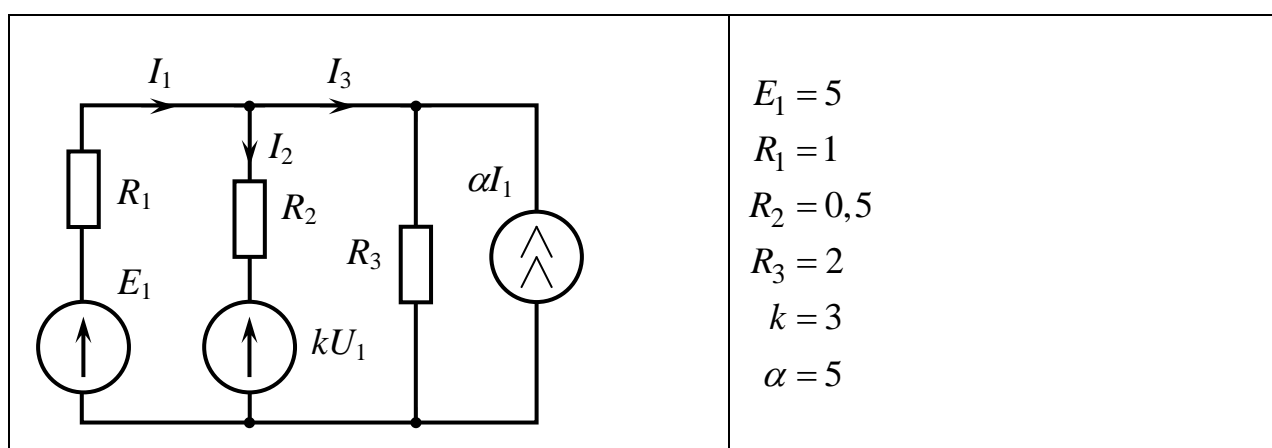 I₁ I₃
I₂
R₁ R₂ αI₁
R₃
E₁
kU₁
E₁ = 5
R₁ = 1
R₂ = 0,5
R₃ = 2
k = 3
α = 5